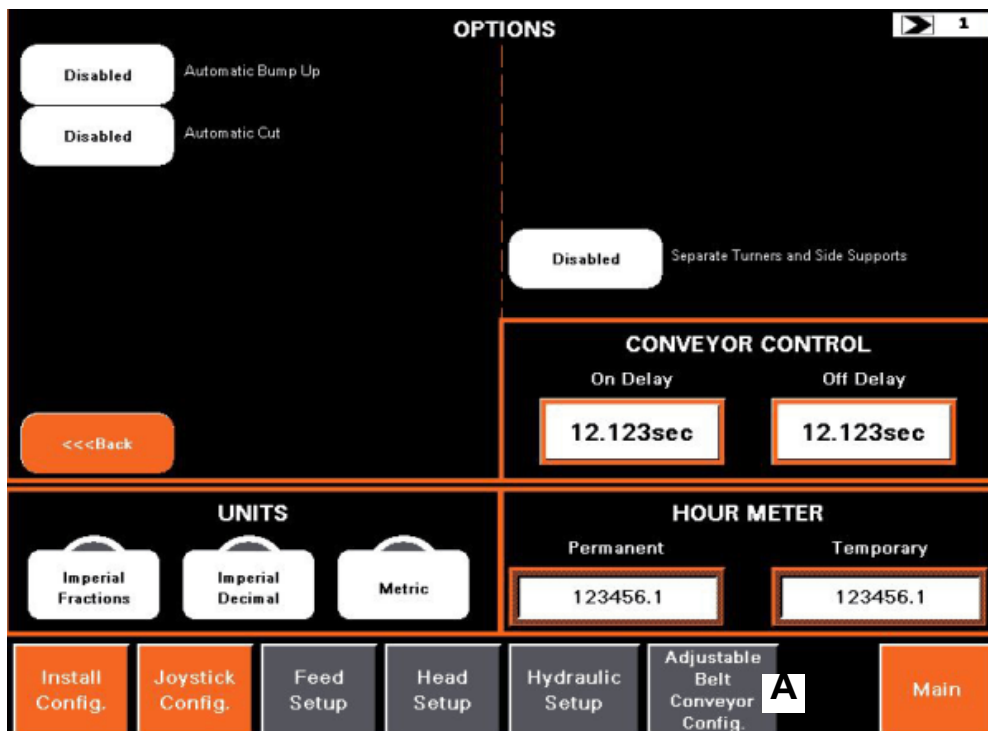 OPTIONS
1
Disabled
Automatic Bump Up
Disabled
Automatic Cut
Disabled
Separate Turners and Side Supports
<<<Back
CONVEYOR CONTROL
On Delay
Off Delay
12.123sec
12.123sec
UNITS
Imperial
Fractions
Imperial
Decimal
Metric
HOUR METER
Permanent
Temporary
123456.1
123456.1
Install
Config.
Joystick
Config.
Feed
Setup
Head
Setup
Hydraulic
Setup
Adjustable
Belt
Conveyor
Config.
A
Main